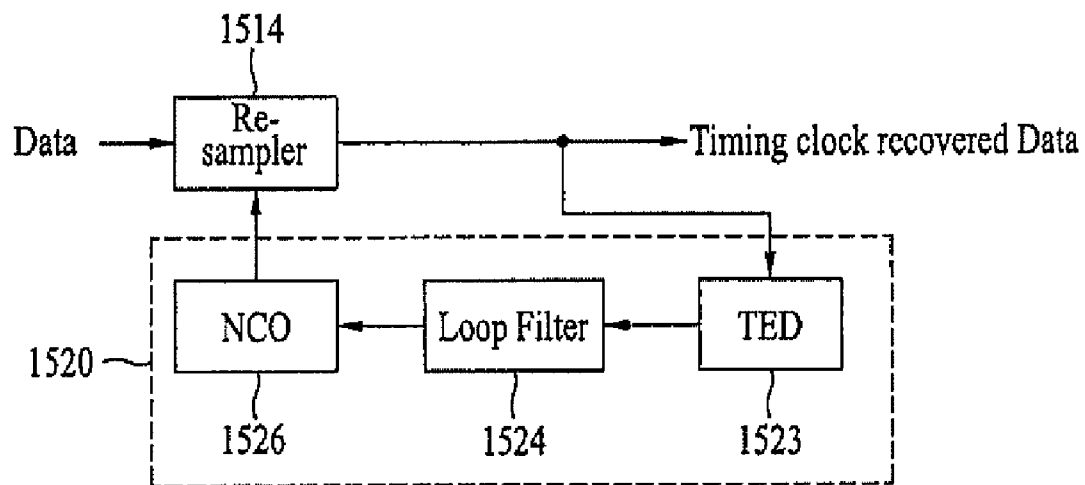 1514
Re-
sampler
Data
Timing clock recovered Data
NCO
Loop Filter
TED
1520
1526
1524
1523